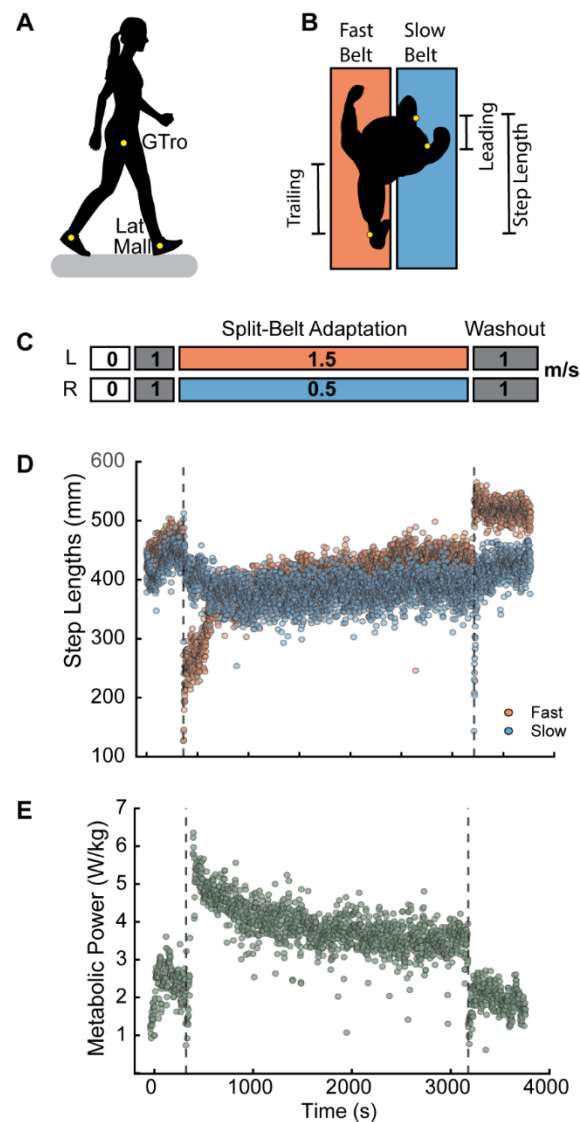 A
GTro
Lat
Mall
B
Fast
Belt
Slow
Belt
Trailing
Leading
Step Length
C
Split-Belt Adaptation
Washout
L
0
1
1.5
1
R
0
1
0.5
1
m/s
D
Step Lengths (mm)
600
500
400
300
200
100
Fast
Slow
E
Metabolic Power (W/kg)
7
6
5
4
3
2
1
0
1000
2000
3000
4000
Time (s)